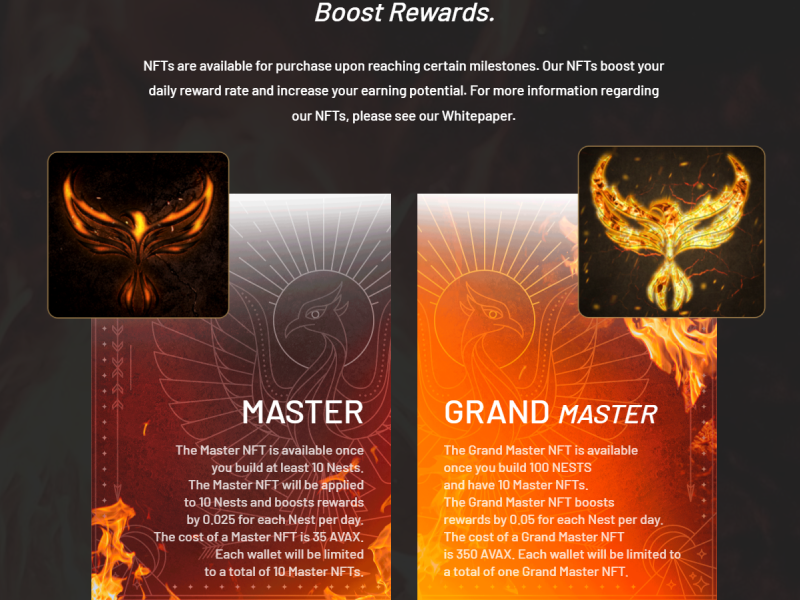 Boost Rewards.
NFTs are available for purchase upon reaching certain milestones. Our NFTs boost your
daily reward rate and increase your earning potential. For more information regarding
our NFTs, please see our Whitepaper.
MASTER
The Master NFT is available once
you build at least 10 Nests.
The Master NFT will be applied
to 10 Nests and boosts rewards
by 0.025 for each Nest per day.
The cost of a Master NFT is 35 AVAX.
Each wallet will be limited
to a total of 10 Master NFTs.
GRAND MASTER
The Grand Master NFT is available
once you build 100 NESTS
and have 10 Master NFTs.
The Grand Master NFT boosts
rewards by 0.05 for each Nest per day.
The cost of a Grand Master NFT
is 350 AVAX. Each wallet will be limited to
a total of one Grand Master NFT.